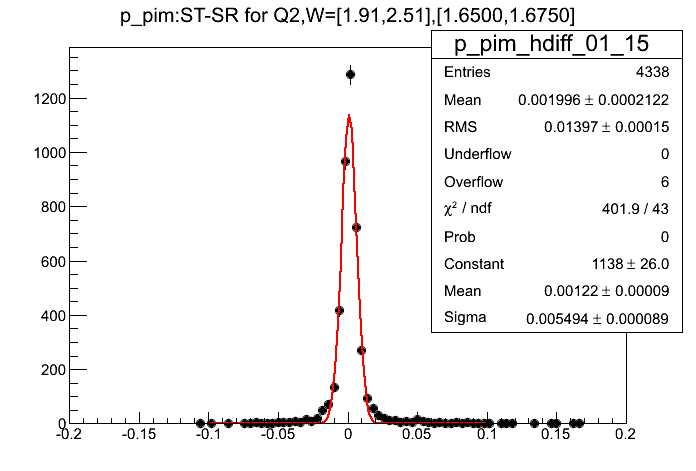 p_pim:ST-SR for Q2,W=[1.91,2.51],[1.6500,1.6750]
p_pim_hdiff_01_15
Entries 4338
Mean 0.001996 ± 0.0002122
RMS 0.01397 ± 0.00015
Underflow 0
Overflow 6
χ² / ndf 401.9 / 43
Prob 0
Constant 1138 ± 26.0
Mean 0.00122 ± 0.00009
Sigma 0.005494 ± 0.000089
1200
1000
800
600
400
200
0
-0.2 -0.15 -0.1 -0.05 0 0.05 0.1 0.15 0.2